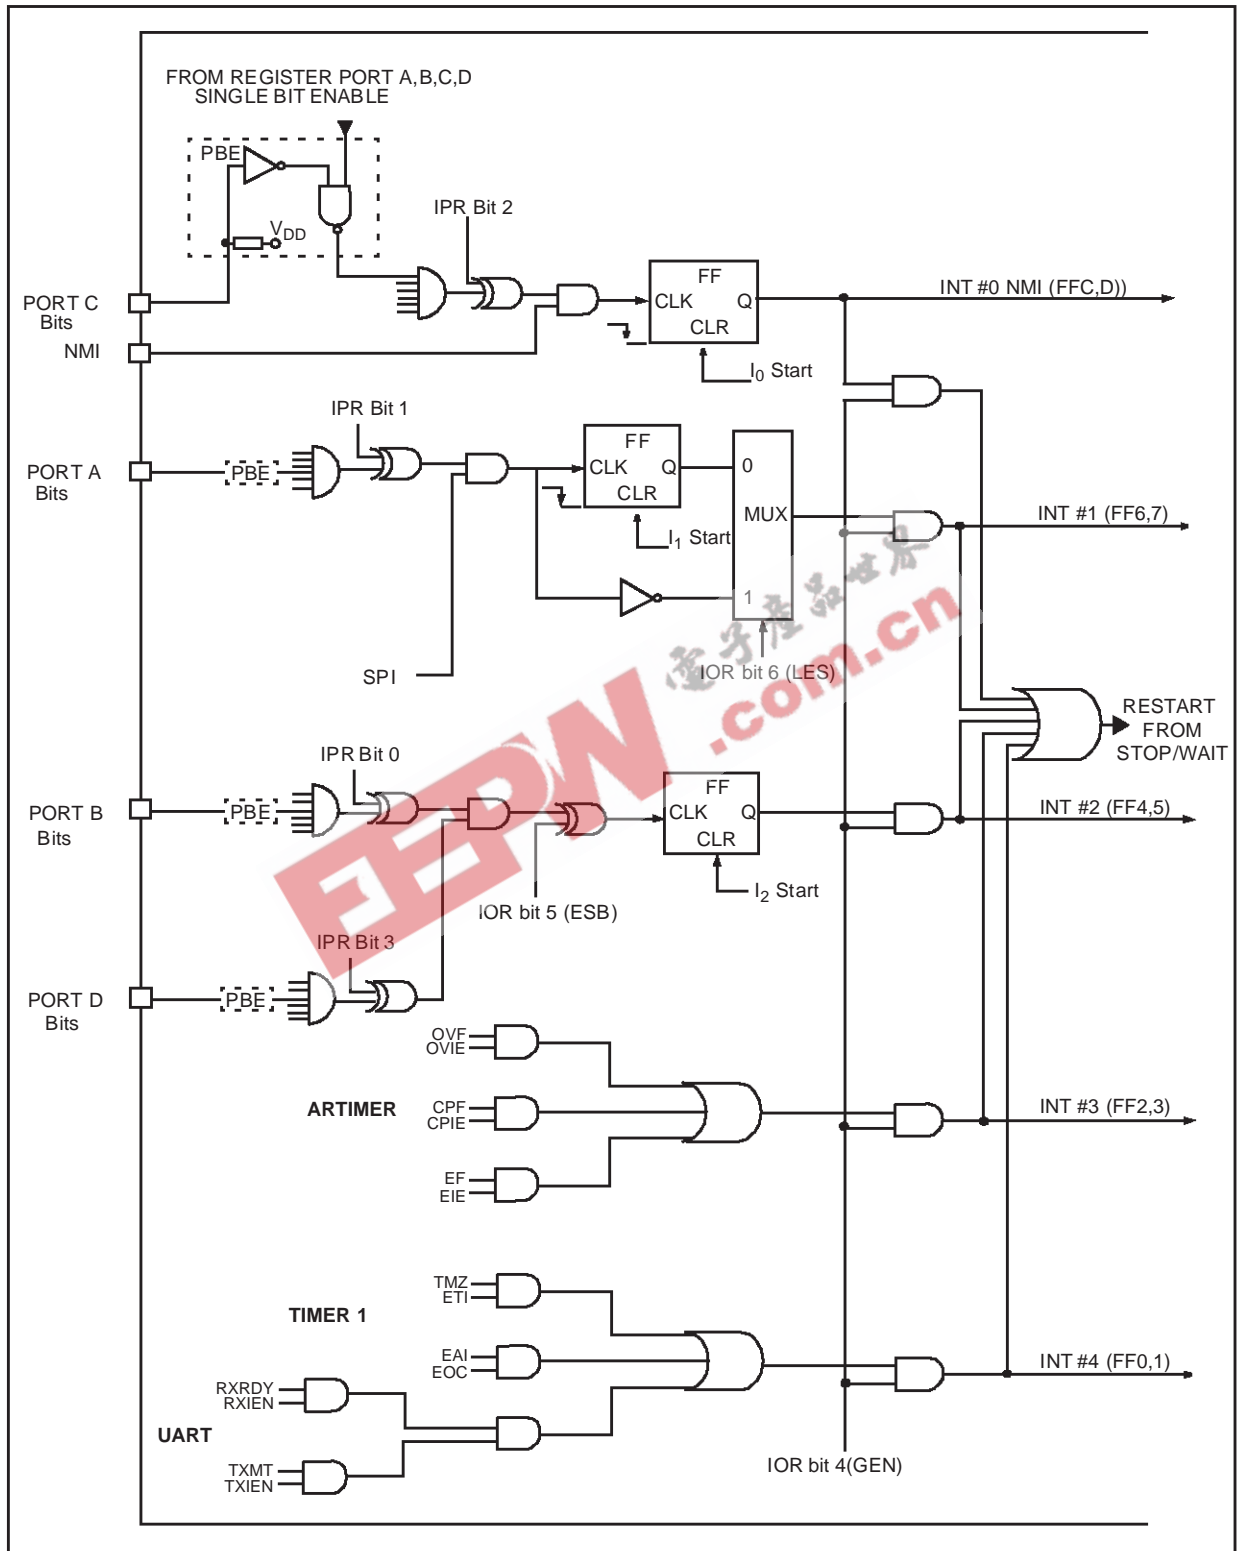 FROM REGISTER PORT A,B,C,D
SINGLE BIT ENABLE
PBE
VDD
IPR Bit 2
PORT C
Bits
NMI
FF
CLK
Q
CLR
I0 Start
INT #0 NMI (FFC,D))
IPR Bit 1
PORT A
Bits
PBE
FF
CLK
Q
CLR
I1 Start
0
MUX
1
INT #1 (FF6,7)
SPI
IOR bit 6 (LES)
電子產品世界
EEPW.com.cn
RESTART
FROM
STOP/WAIT
IPR Bit 0
PORT B
Bits
PBE
FF
CLK
Q
CLR
I2 Start
INT #2 (FF4,5)
IOR bit 5 (ESB)
IPR Bit 3
PORT D
Bits
PBE
OVF
OVIE
ARTIMER
CPF
CPIE
EF
EIE
INT #3 (FF2,3)
TMZ
ETI
TIMER 1
EAI
EOC
RXRDY
RXIEN
UART
TXMT
TXIEN
INT #4 (FF0,1)
IOR bit 4(GEN)